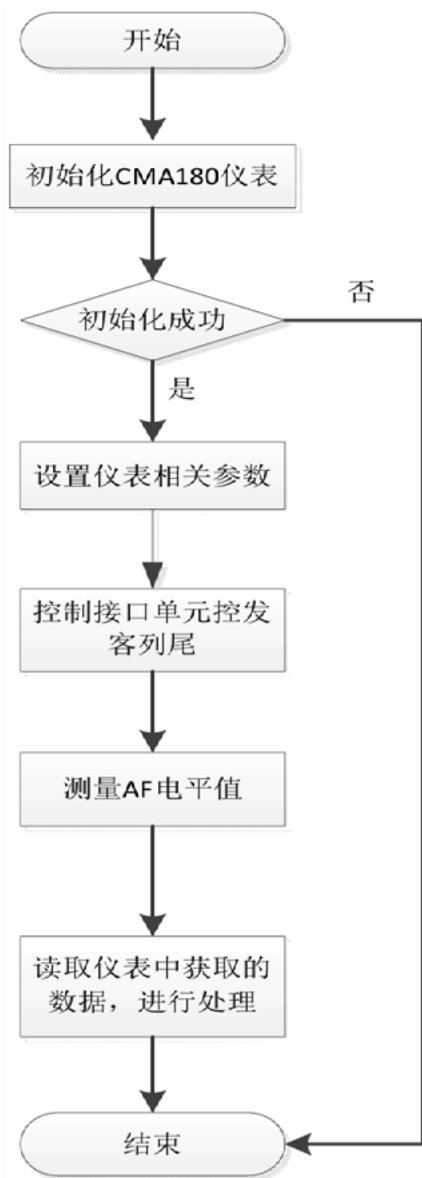 开始
初始化CMA180仪表
初始化成功
否
是
设置仪表相关参数
控制接口单元控发
客列尾
测量AF电平值
读取仪表中获取的
数据，进行处理
结束